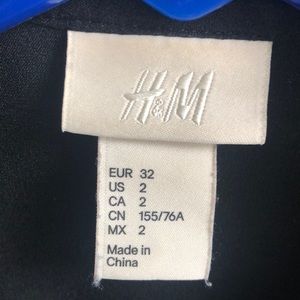 H&M
EUR 32
US 2
CA 2
CN 155/76A
MX 2
Made in
China